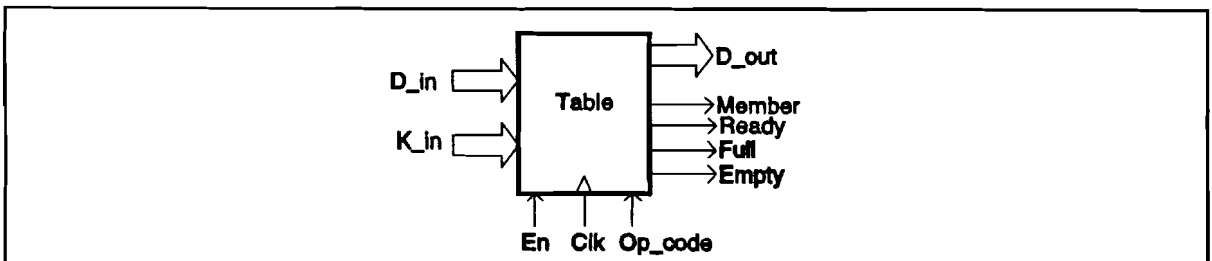 D_out
D_in
Table
Member
Ready
K_in
Full
Empty
En Clk Op_code